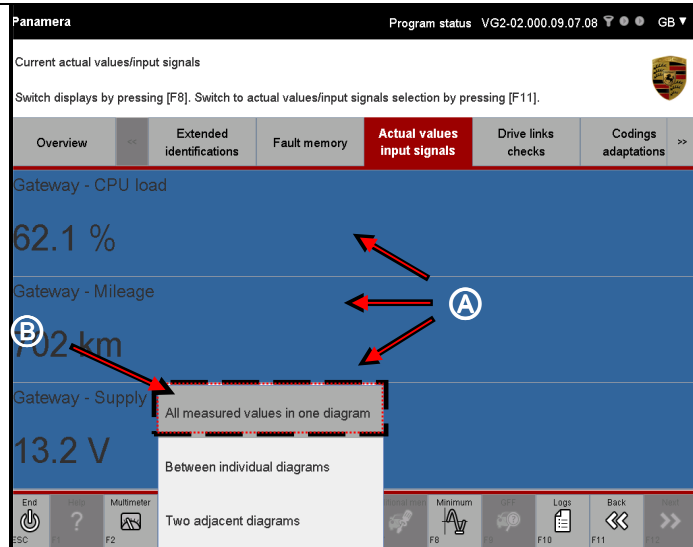 Panamera
Program status VG2-02.000.09.07.08 GB
Current actual values/input signals
Switch displays by pressing [F8]. Switch to actual values/input signals selection by pressing [F11].
Overview
<<
Extended
identifications
Fault memory
Actual values
input signals
Drive links
checks
Codings
adaptations
>>
Gateway - CPU load
62.1 %
A
Gateway - Mileage
B
702 km
Gateway - Supply
13.2 V
All measured values in one diagram
Between individual diagrams
Two adjacent diagrams
End
ESC
Help
?
F1
Multimeter
F2
Minimum
F8
OFF
F9
Logs
F10
Back
F11
Next
F12